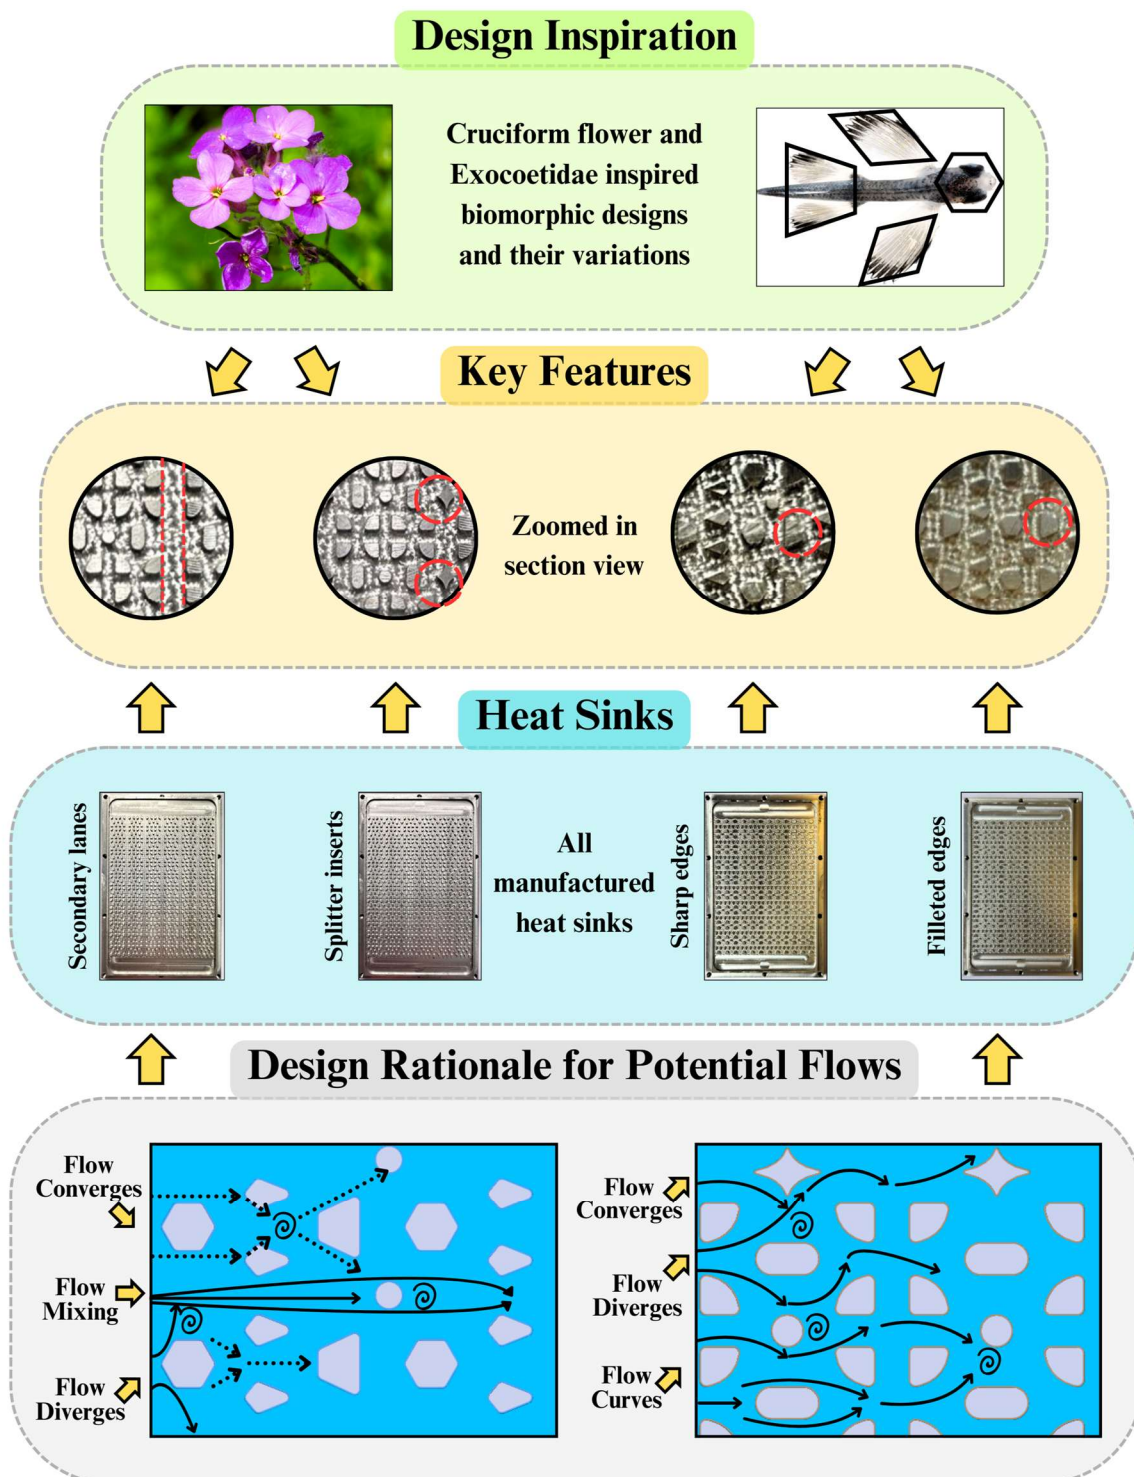 Design Inspiration
Cruciform flower and
Exocoetidae inspired
biomorphic designs
and their variations
Key Features
Zoomed in
section view
Heat Sinks
Secondary lanes
Splitter inserts
All
manufactured
heat sinks
Sharp edges
Filleted edges
Design Rationale for Potential Flows
Flow
Converges
Flow
Mixing
Flow
Diverges
Flow
Converges
Flow
Diverges
Flow
Curves